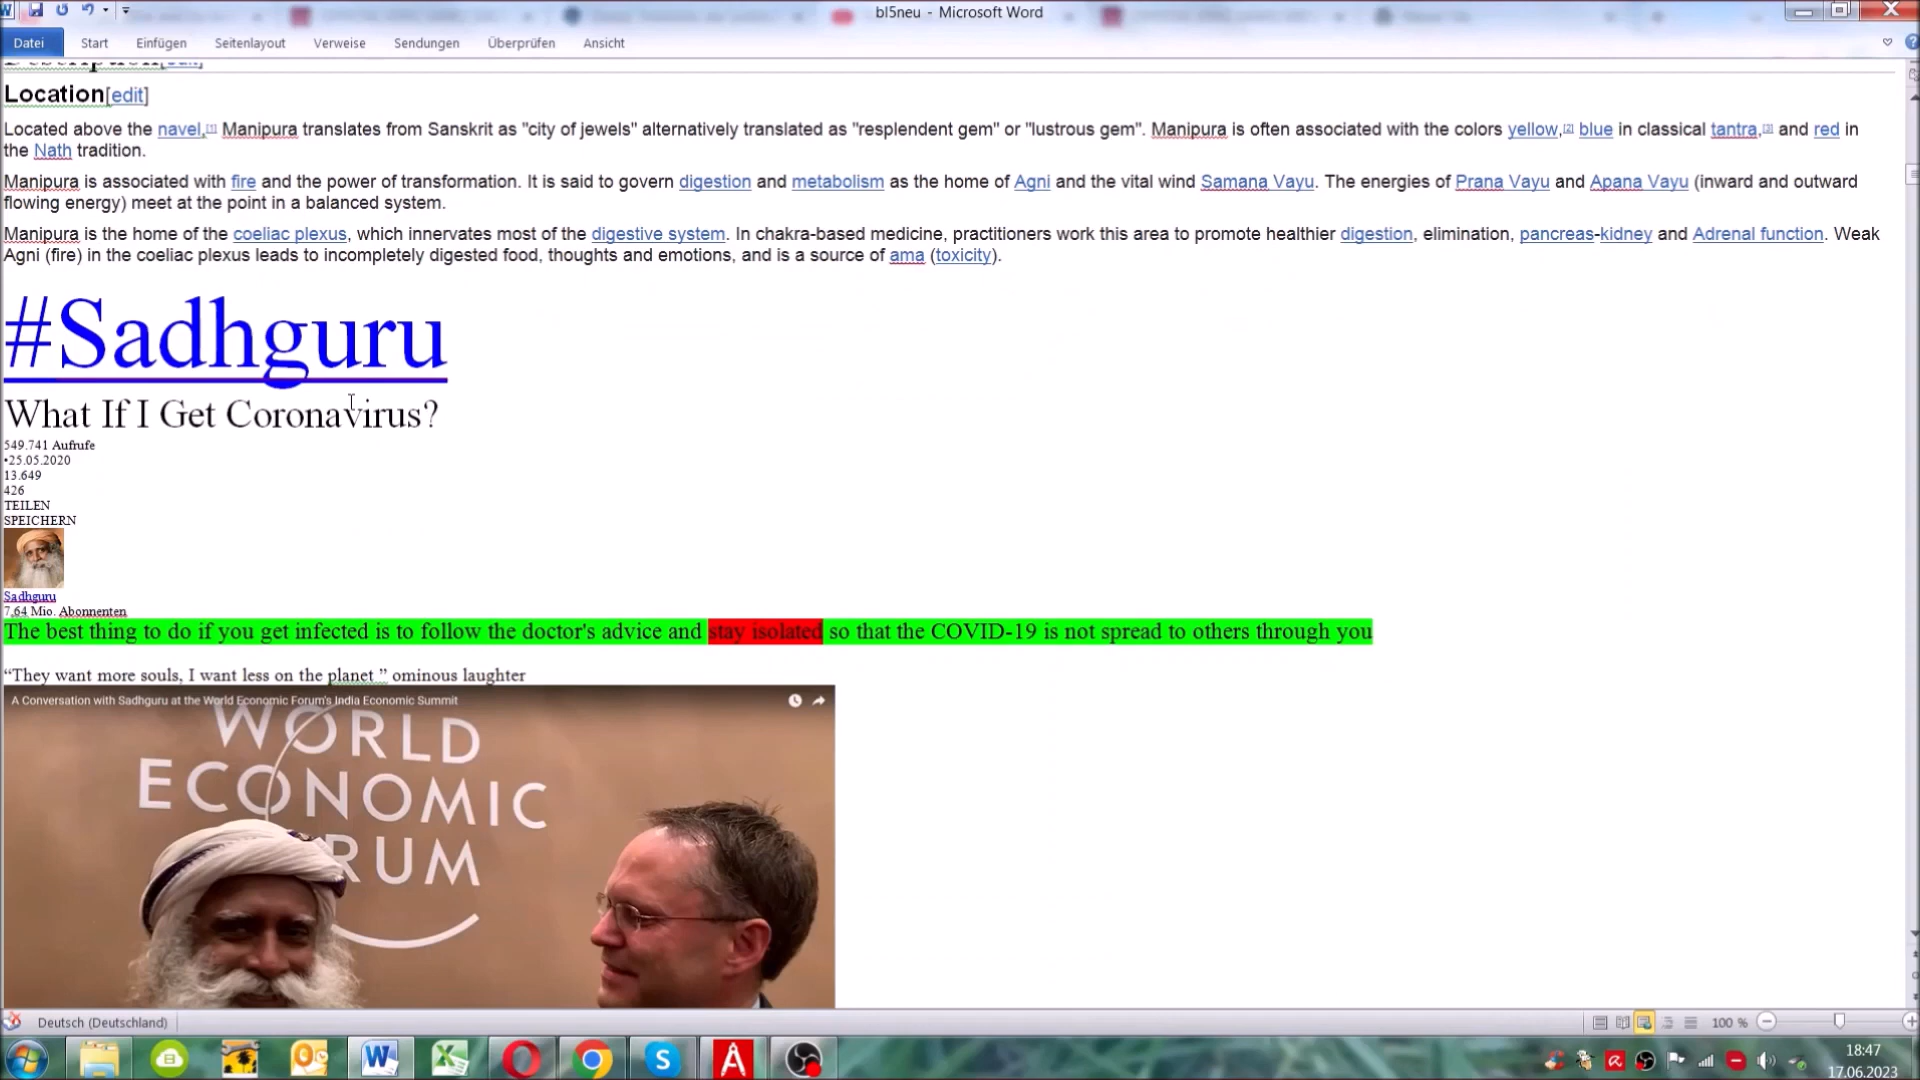 bl5neu - Microsoft Word
Datei Start Einfügen Seitenlayout Verweise Sendungen Überprüfen Ansicht
Location[edit]
Located above the navel,[1] Manipura translates from Sanskrit as "city of jewels" alternatively translated as "resplendent gem" or "lustrous gem". Manipura is often associated with the colors yellow,[2] blue in classical tantra,[3] and red in
the Nath tradition.
Manipura is associated with fire and the power of transformation. It is said to govern digestion and metabolism as the home of Agni and the vital wind Samana Vayu. The energies of Prana Vayu and Apana Vayu (inward and outward
flowing energy) meet at the point in a balanced system.
Manipura is the home of the coeliac plexus, which innervates most of the digestive system. In chakra-based medicine, practitioners work this area to promote healthier digestion, elimination, pancreas-kidney and Adrenal function. Weak
Agni (fire) in the coeliac plexus leads to incompletely digested food, thoughts and emotions, and is a source of ama (toxicity).
#Sadhguru
What If I Get Coronavirus?
549.741 Aufrufe
•25.05.2020
13.649
426
TEILEN
SPEICHERN
Sadhguru
7,64 Mio. Abonnenten
The best thing to do if you get infected is to follow the doctor's advice and stay isolated so that the COVID-19 is not spread to others through you
“They want more souls, I want less on the planet ” ominous laughter
A Conversation with Sadhguru at the World Economic Forum's India Economic Summit
WORLD
ECONOMIC
RUM
Deutsch (Deutschland)
100 %
18:47
17.06.2023